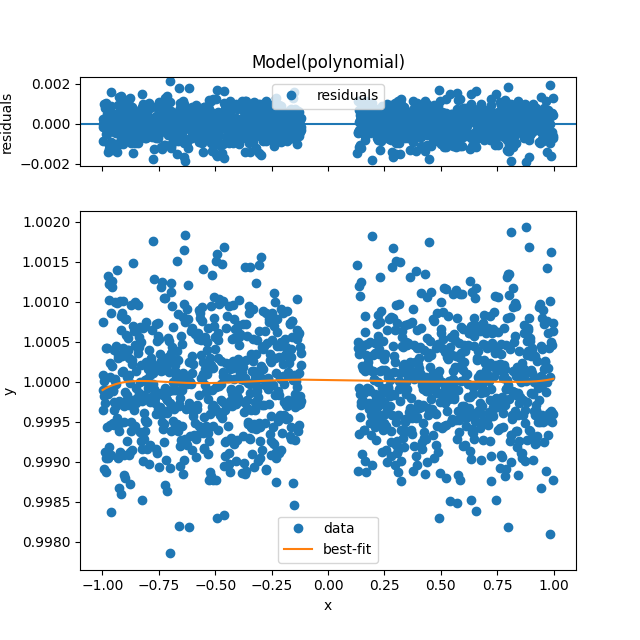 Model(polynomial)
0.002
0.000
−0.002
residuals
residuals
1.0020
1.0015
1.0010
1.0005
1.0000
0.9995
0.9990
0.9985
0.9980
y
data
best-fit
−1.00 −0.75 −0.50 −0.25 0.00 0.25 0.50 0.75 1.00
x